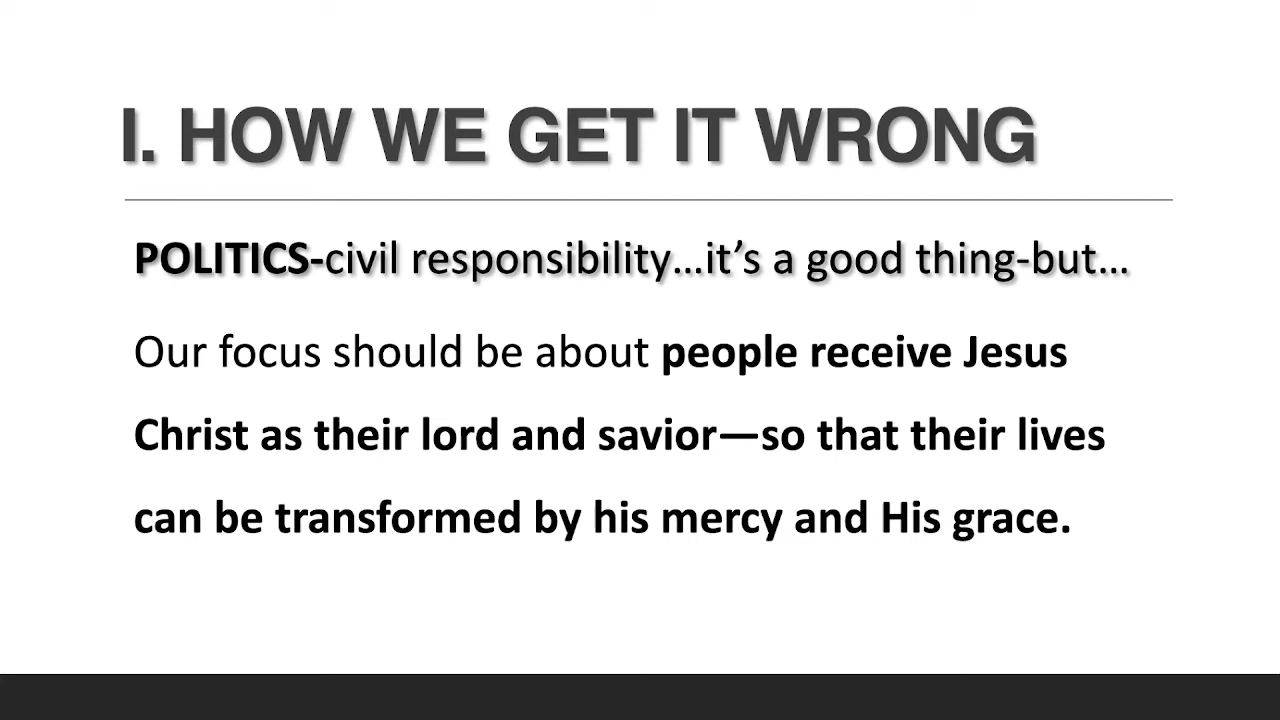 I. HOW WE GET IT WRONG
POLITICS-civil responsibility…it’s a good thing-but…
Our focus should be about people receive Jesus
Christ as their lord and savior—so that their lives
can be transformed by his mercy and His grace.